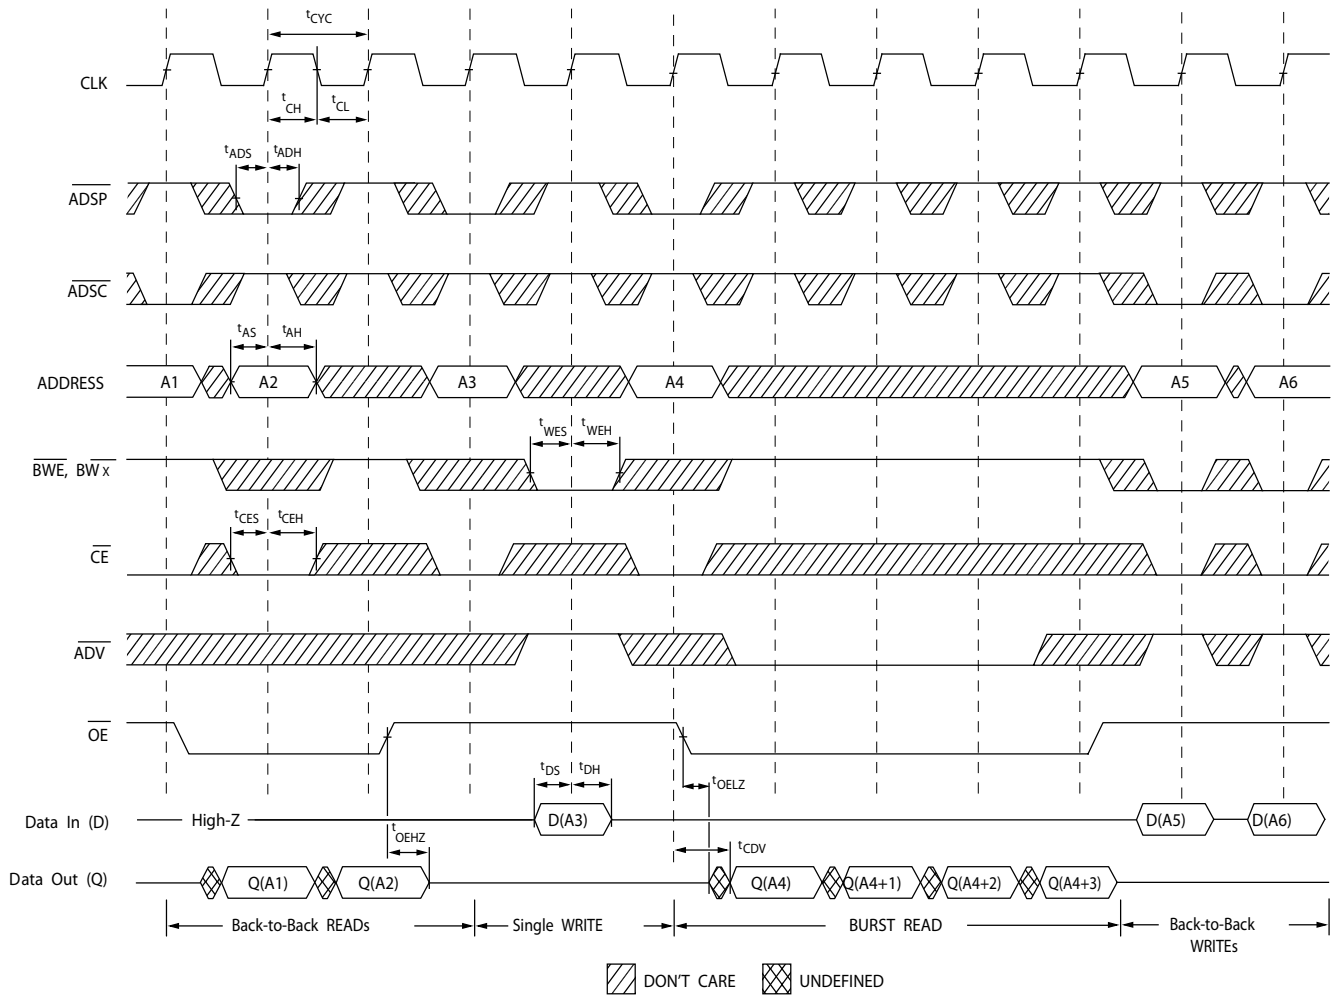 tCYC
CLK
tCH tCL
tADS tADH
ADSP
ADSC
tAS tAH
ADDRESS A1 A2 A3 A4 A5 A6
tWES tWEH
BWE, BW x
tCES tCEH
CE
ADV
OE
tDS tDH tOELZ
Data In (D) High-Z D(A3) D(A5) D(A6)
tOEHZ tCDV
Data Out (Q) Q(A1) Q(A2) Q(A4) Q(A4+1) Q(A4+2) Q(A4+3)
Back-to-Back READs Single WRITE BURST READ Back-to-Back
WRITEs
DON'T CARE UNDEFINED